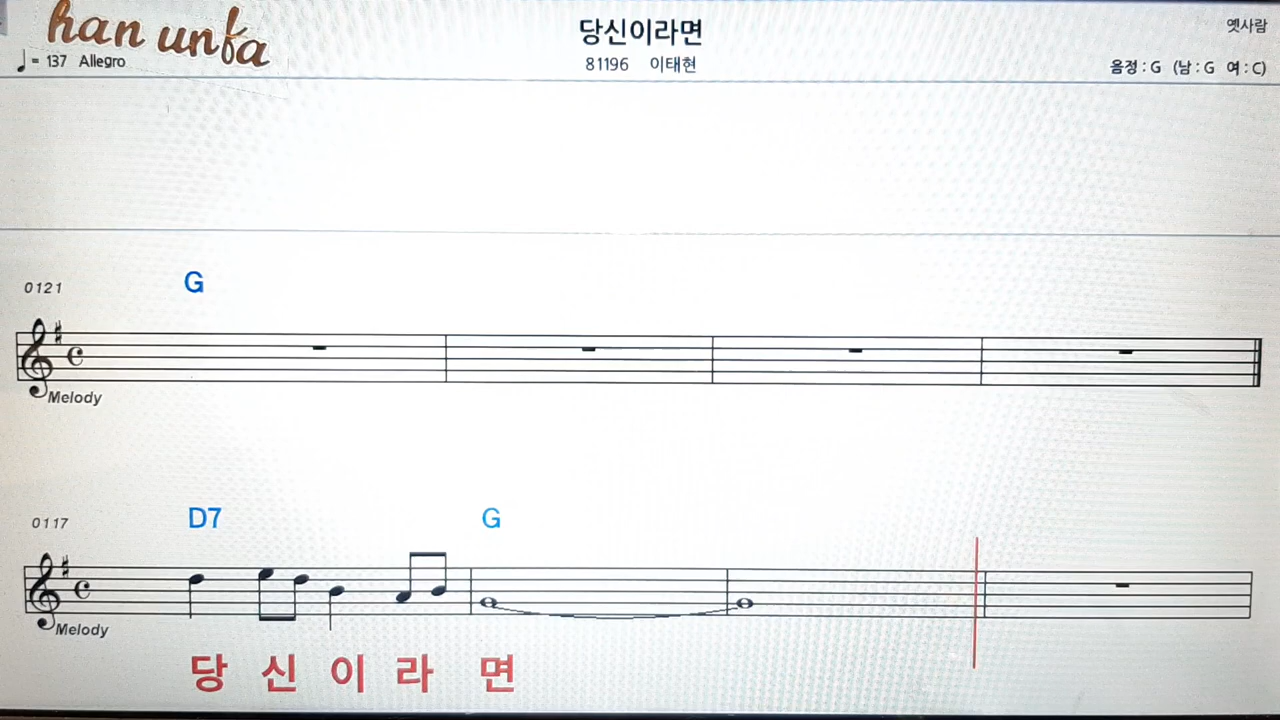 han unfa
당신이라면
옛사람
♩= 137 Allegro
81196 이태현
음정 : G (남 : G 여 : C)
0121
G
Melody
0117
D7 G
Melody
당 신 이 라 면